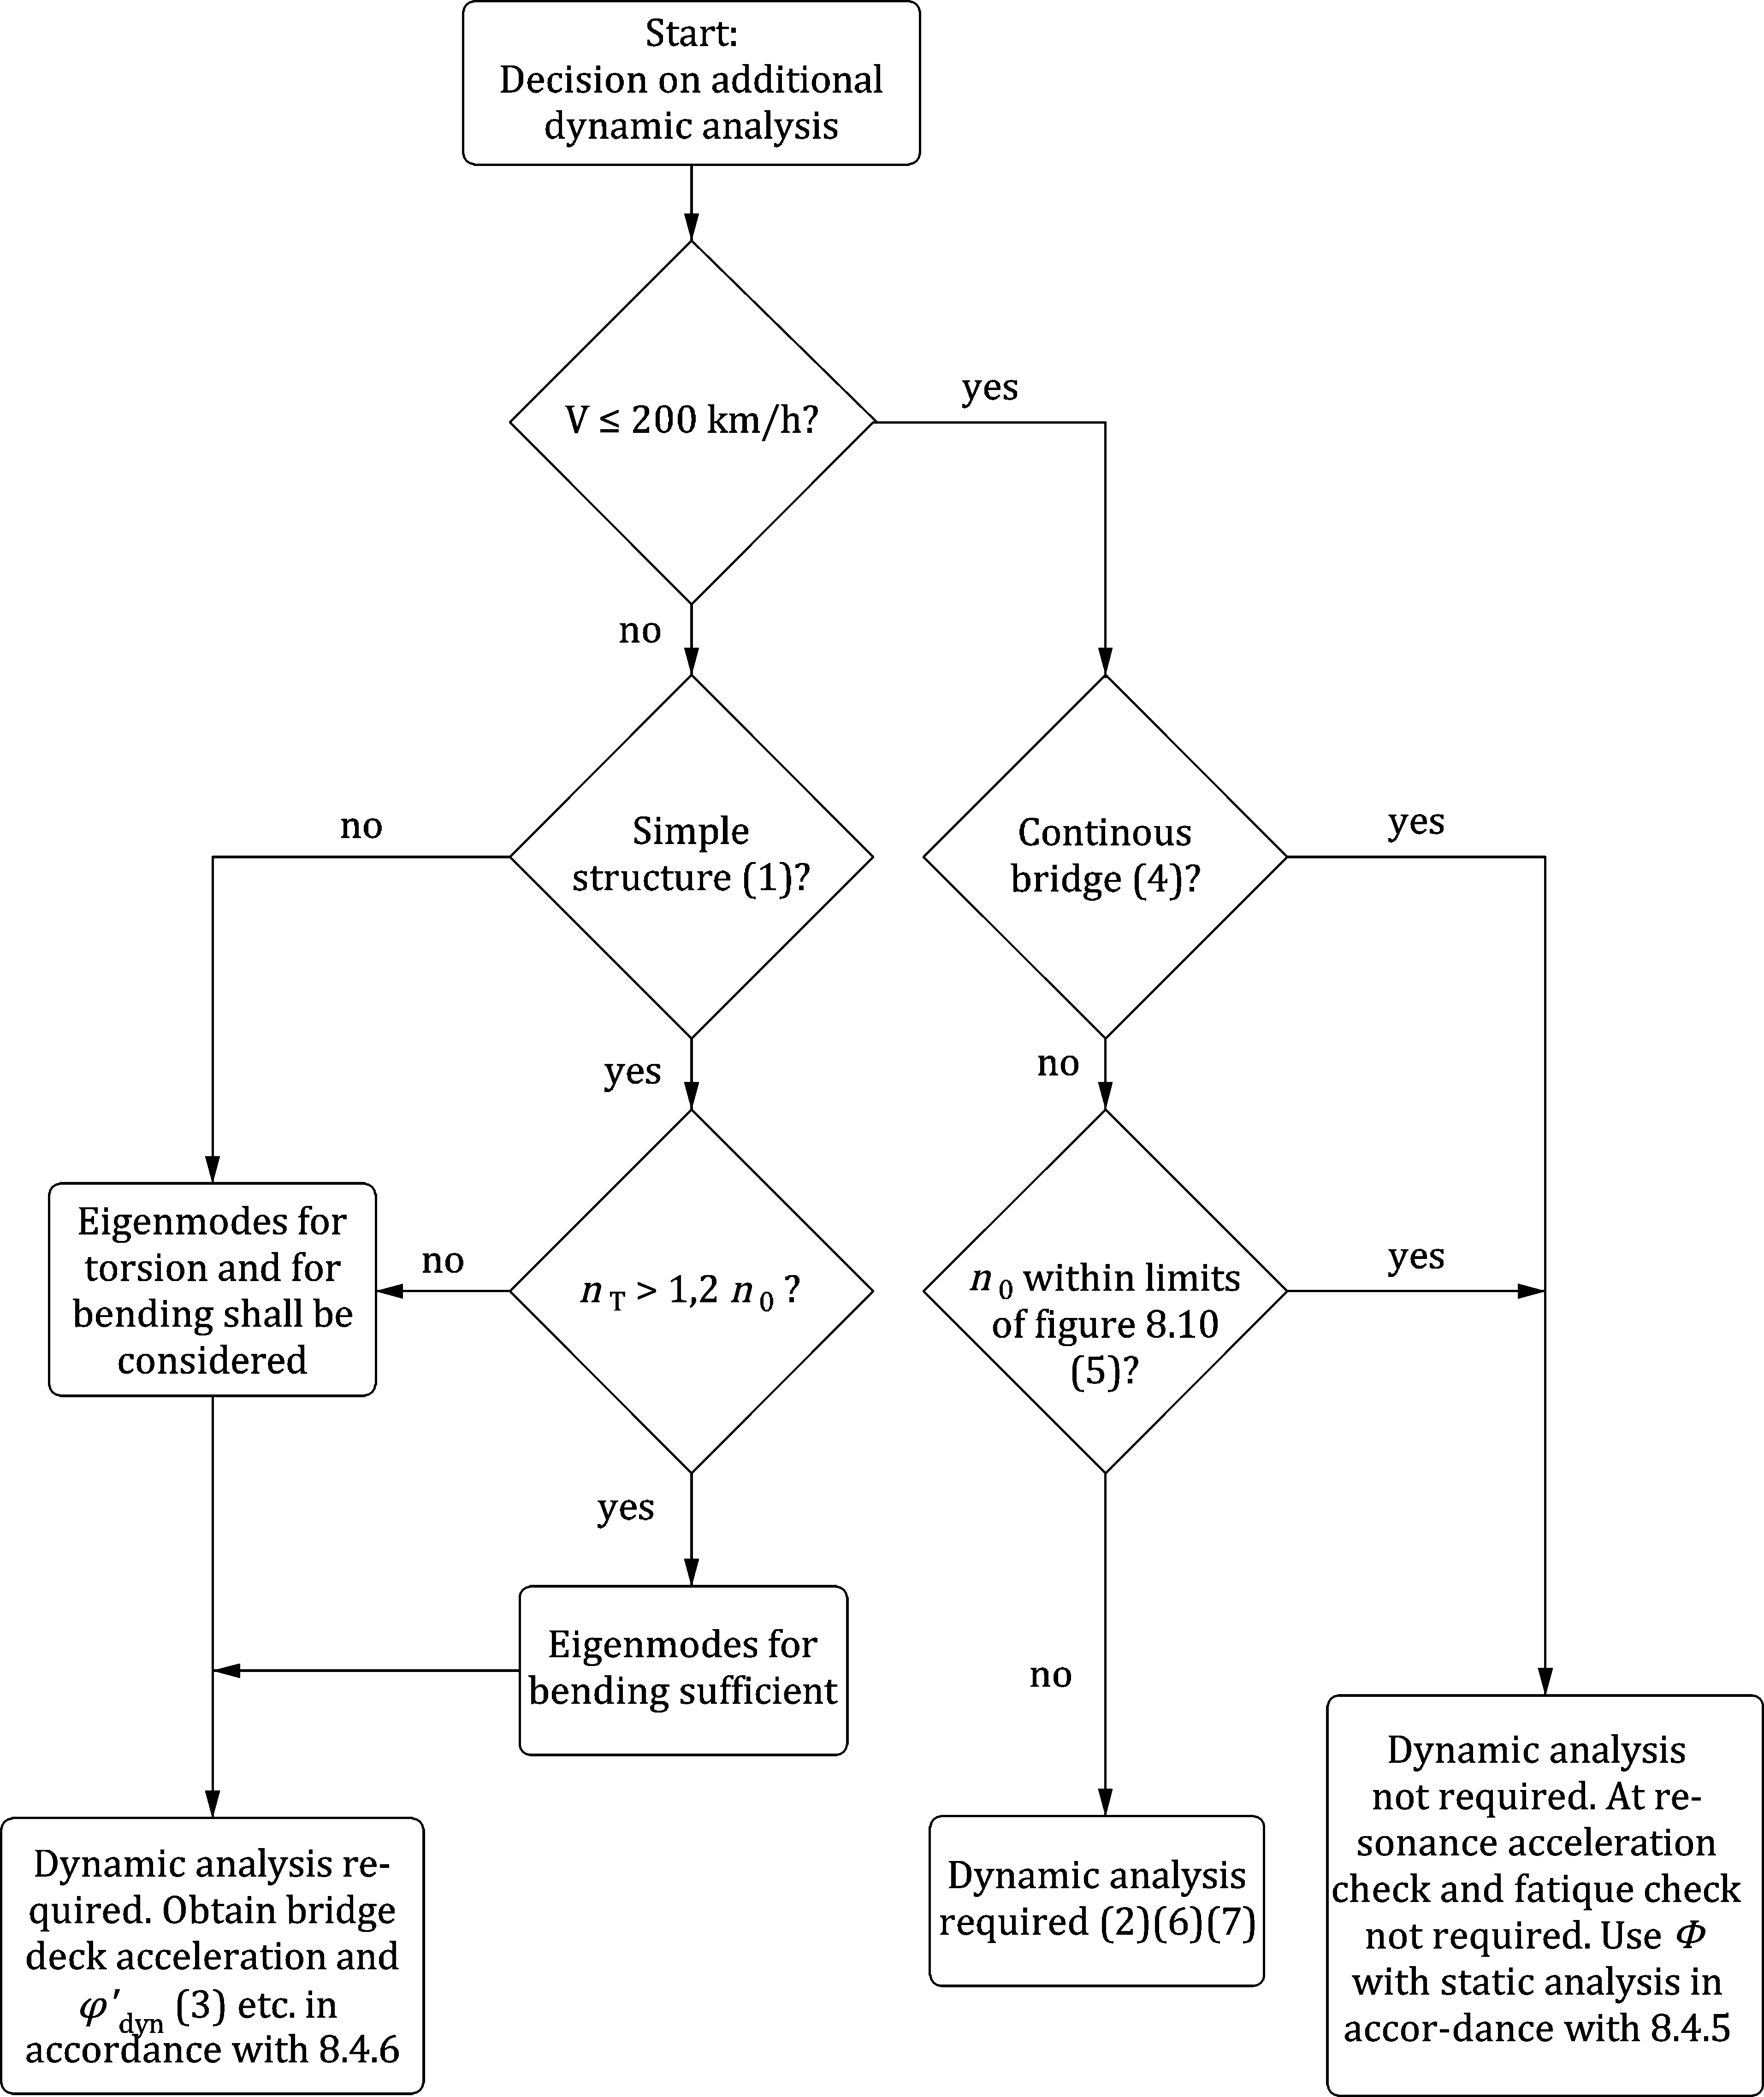 Start:
Decision on additional
dynamic analysis
V ≤ 200 km/h?
yes
no
Simple
structure (1)?
no
yes
Continous
bridge (4)?
yes
no
Eigenmodes for
torsion and for
bending shall be
considered
no
n T > 1,2 n 0 ?
yes
n 0 within limits
of figure 8.10
(5)?
yes
no
Eigenmodes for
bending sufficient
Dynamic analysis re-
quired. Obtain bridge
deck acceleration and
φ′dyn (3) etc. in
accordance with 8.4.6
Dynamic analysis
required (2)(6)(7)
Dynamic analysis
not required. At re-
sonance acceleration
check and fatique check
not required. Use Φ
with static analysis in
accor-dance with 8.4.5